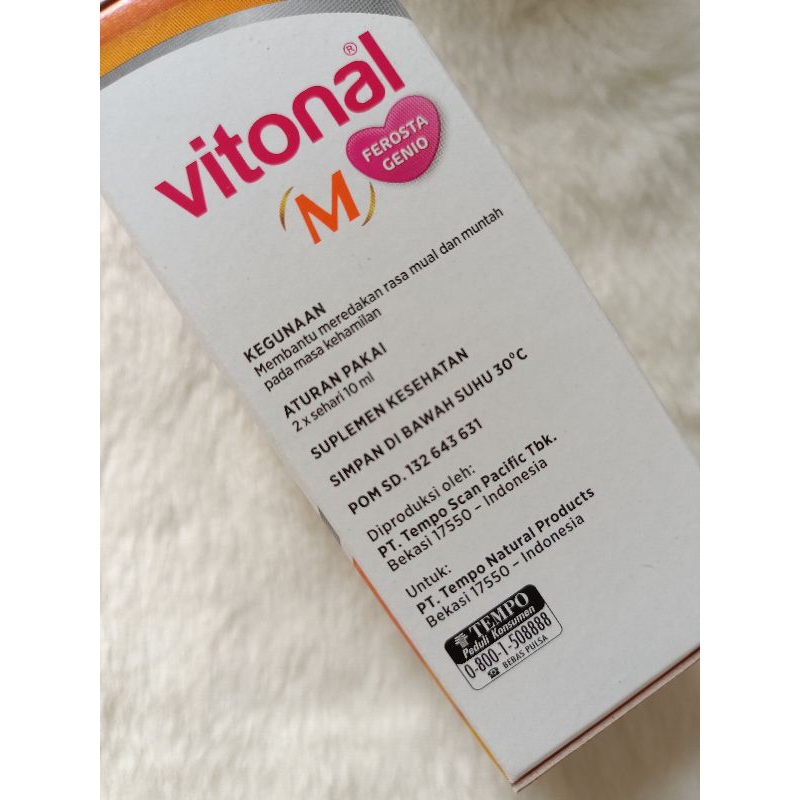 vitonal®
FEROSTA
GENIO
(M)
KEGUNAAN
Membantu meredakan rasa mual dan muntah
pada masa kehamilan
ATURAN PAKAI
2 x sehari 10 ml
SUPLEMEN KESEHATAN
SIMPAN DI BAWAH SUHU 30°C
POM SD. 132 643 631
Diproduksi oleh:
PT. Tempo Scan Pacific Tbk.
Bekasi 17550 – Indonesia
Untuk:
PT. Tempo Natural Products
Bekasi 17550 – Indonesia
TEMPO
Peduli Konsumen
0-800-1-508888
☎ BEBAS PULSA